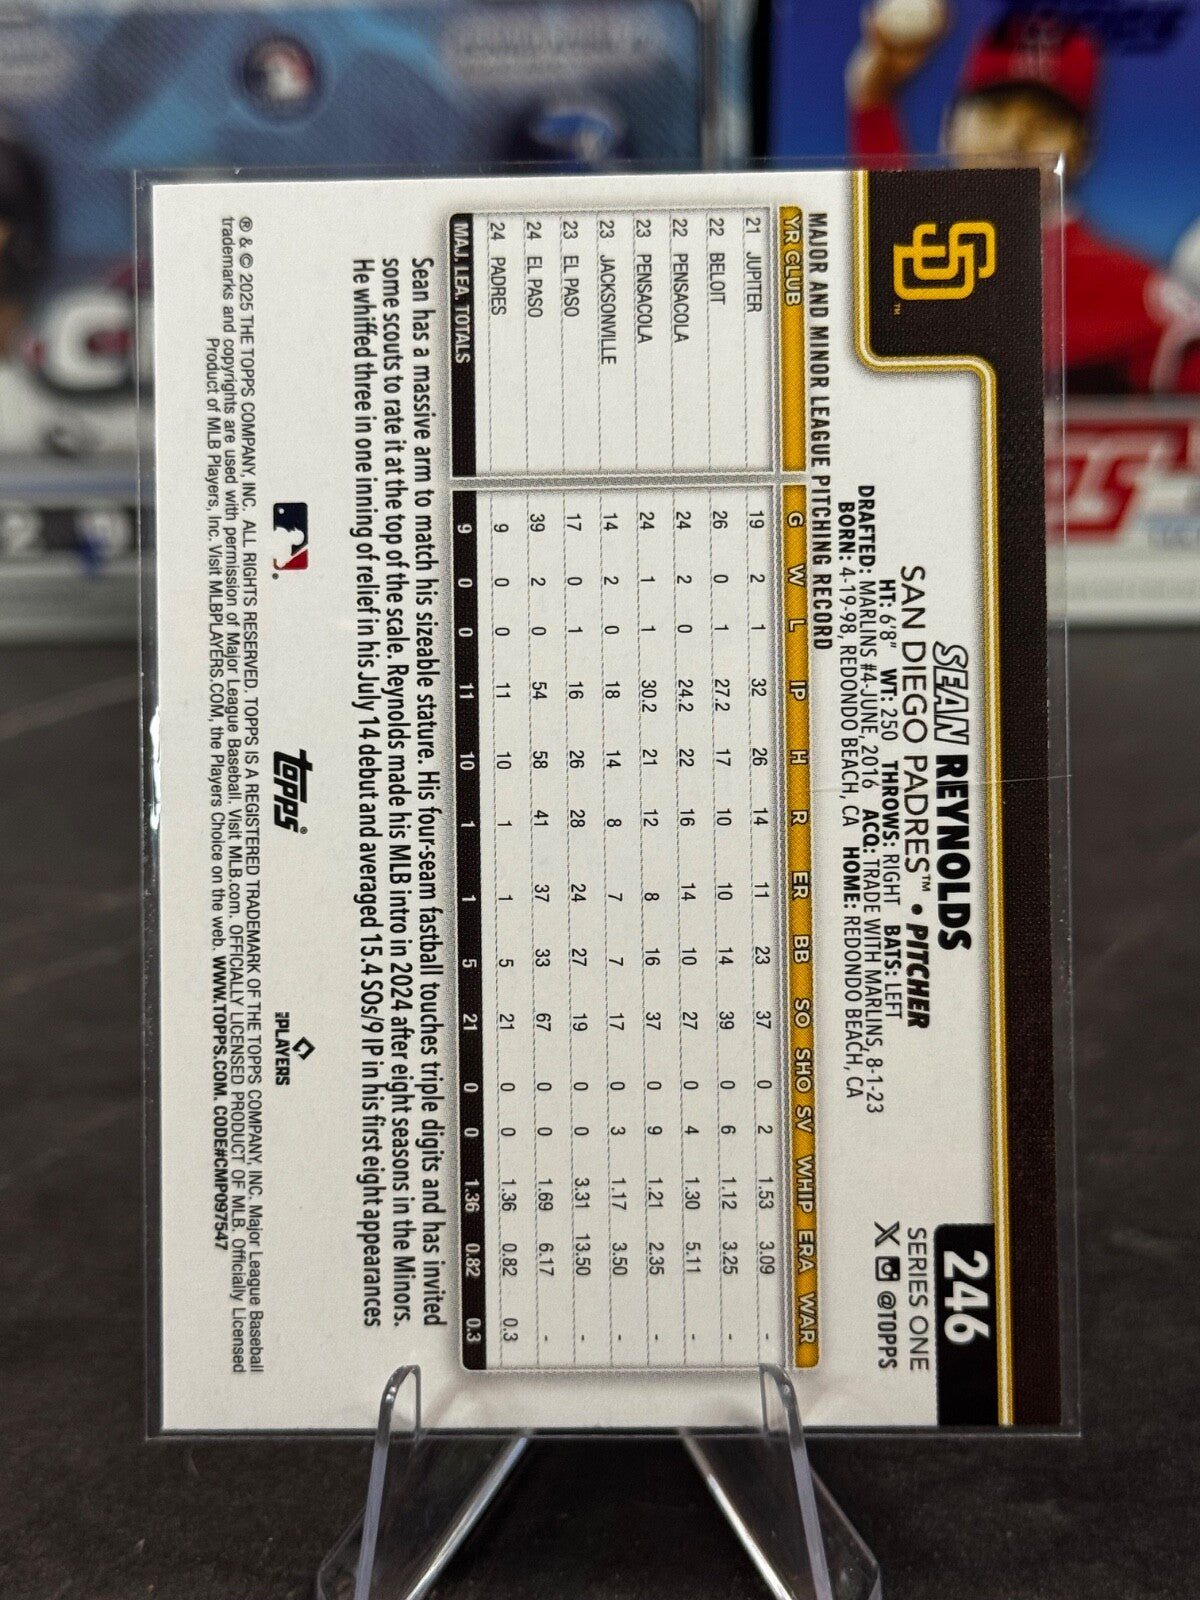 SD™
246
SERIES ONE
@TOPPS
SEAN REYNOLDS
SAN DIEGO PADRES™ • PITCHER
HT: 6'8" WT: 250 THROWS: RIGHT BATS: LEFT
DRAFTED: MARLINS #4-JUNE, 2016 ACQ: TRADE WITH MARLINS, 8-1-23
BORN: 4-19-98, REDONDO BEACH, CA HOME: REDONDO BEACH, CA
MAJOR AND MINOR LEAGUE PITCHING RECORD
YR CLUB G W L IP H R ER BB SO SHO SV WHIP ERA WAR
21 JUPITER 19 2 1 32 26 14 11 23 37 0 2 1.53 3.09 -
22 BELOIT 26 0 1 27.2 17 10 10 14 39 0 6 1.12 3.25 -
22 PENSACOLA 24 2 0 24.2 22 16 14 10 27 0 4 1.30 5.11 -
23 PENSACOLA 24 1 1 30.2 21 12 8 16 37 0 9 1.21 2.35 -
23 JACKSONVILLE 14 2 0 18 14 8 7 7 17 0 3 1.17 3.50 -
23 EL PASO 17 0 1 16 26 28 24 27 19 0 0 3.31 13.50 -
24 EL PASO 39 2 0 54 58 41 37 33 67 0 0 1.69 6.17 -
24 PADRES 9 0 0 11 10 1 1 5 21 0 0 1.36 0.82 0.3
MAJ. LEA. TOTALS 9 0 0 11 10 1 1 5 21 0 0 1.36 0.82 0.3
Sean has a massive arm to match his sizeable stature. His four-seam fastball touches triple digits and has invited
some scouts to rate it at the top of the scale. Reynolds made his MLB intro in 2024 after eight seasons in the Minors.
He whiffed three in one inning of relief in his July 14 debut and averaged 15.4 SOs/9 IP in his first eight appearances
topps®
PLAYERS
® & © 2025 THE TOPPS COMPANY, INC. ALL RIGHTS RESERVED. TOPPS IS A REGISTERED TRADEMARK OF THE TOPPS COMPANY, INC. Major League Baseball
trademarks and copyrights are used with permission of Major League Baseball. Visit MLB.com. OFFICIALLY LICENSED PRODUCT OF MLB. Officially Licensed
Product of MLB Players, Inc. Visit MLBPLAYERS.COM, the Players Choice on the web. WWW.TOPPS.COM. CODE#CMP097547